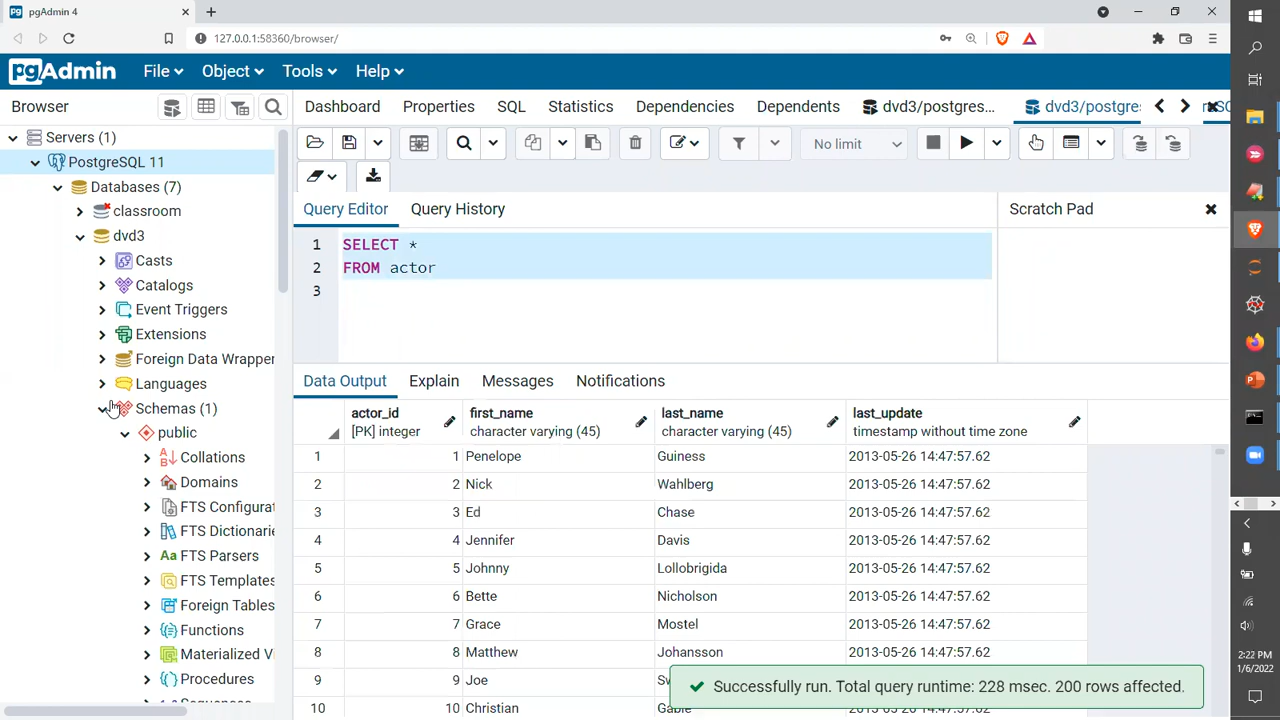 pgAdmin 4
127.0.0.1:58360/browser/
pgAdmin File Object Tools Help
Browser
Dashboard Properties SQL Statistics Dependencies Dependents dvd3/postgres... dvd3/postgres
No limit
Servers (1)
PostgreSQL 11
Databases (7)
classroom
dvd3
Casts
Catalogs
Event Triggers
Extensions
Foreign Data Wrapper
Languages
Schemas (1)
public
Collations
Domains
FTS Configura
FTS Dictionarie
Aa FTS Parsers
FTS Templates
Foreign Tables
Functions
Materialized Vi
Procedures
Query Editor Query History
Scratch Pad
1 SELECT *
2 FROM actor
3
Data Output Explain Messages Notifications
actor_id first_name last_name last_update
[PK] integer character varying (45) character varying (45) timestamp without time zone
1 1 Penelope Guiness 2013-05-26 14:47:57.62
2 2 Nick Wahlberg 2013-05-26 14:47:57.62
3 3 Ed Chase 2013-05-26 14:47:57.62
4 4 Jennifer Davis 2013-05-26 14:47:57.62
5 5 Johnny Lollobrigida 2013-05-26 14:47:57.62
6 6 Bette Nicholson 2013-05-26 14:47:57.62
7 7 Grace Mostel 2013-05-26 14:47:57.62
8 8 Matthew Johansson 2013-05-26 14:47:57.62
9 9 Joe
10 10 Christian
Successfully run. Total query runtime: 228 msec. 200 rows affected.
2:22 PM
1/6/2022